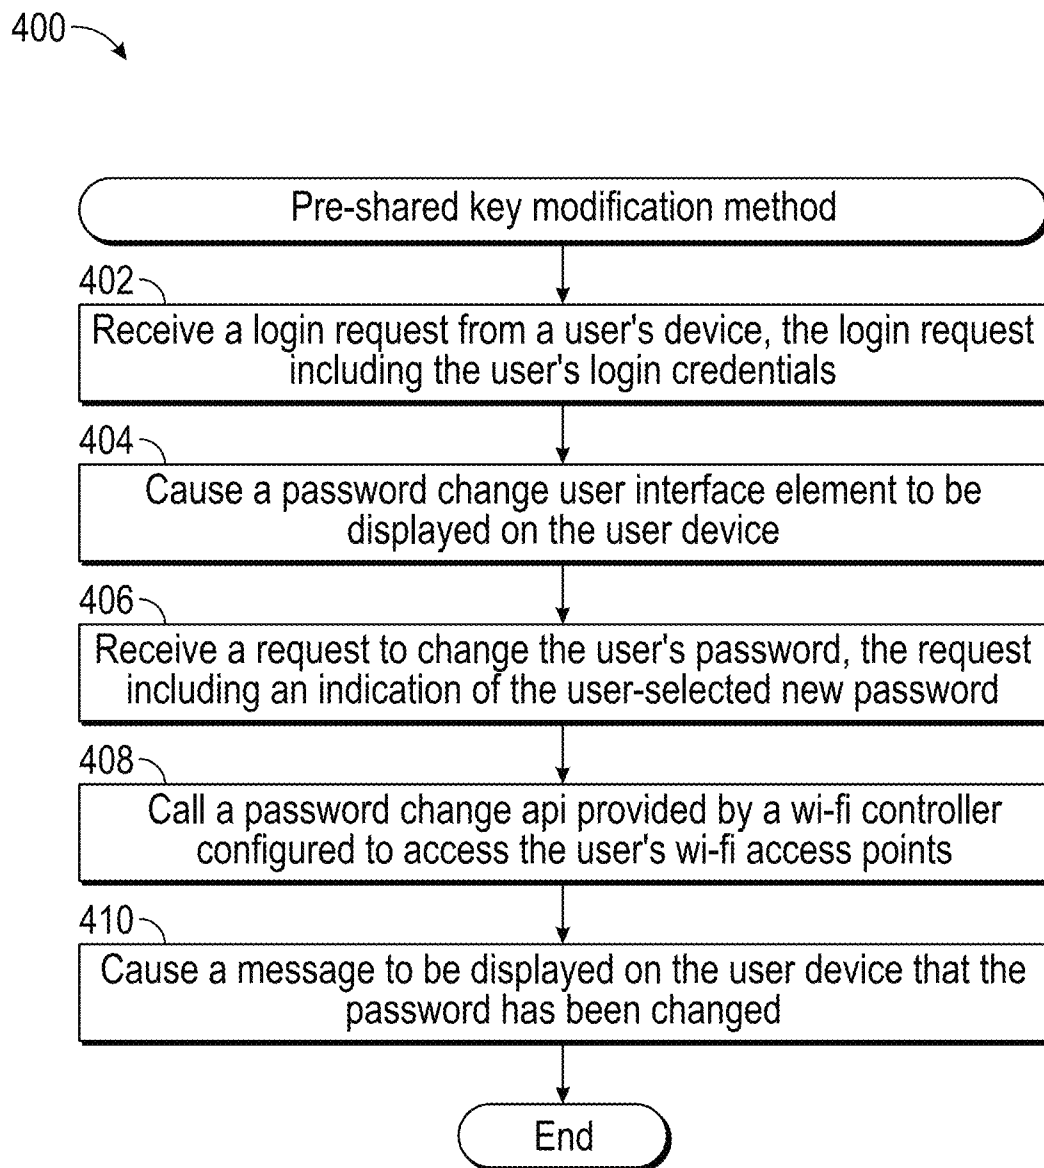 400
Pre-shared key modification method
402
Receive a login request from a user's device, the login request
including the user's login credentials
404
Cause a password change user interface element to be
displayed on the user device
406
Receive a request to change the user's password, the request
including an indication of the user-selected new password
408
Call a password change api provided by a wi-fi controller
configured to access the user's wi-fi access points
410
Cause a message to be displayed on the user device that the
password has been changed
End